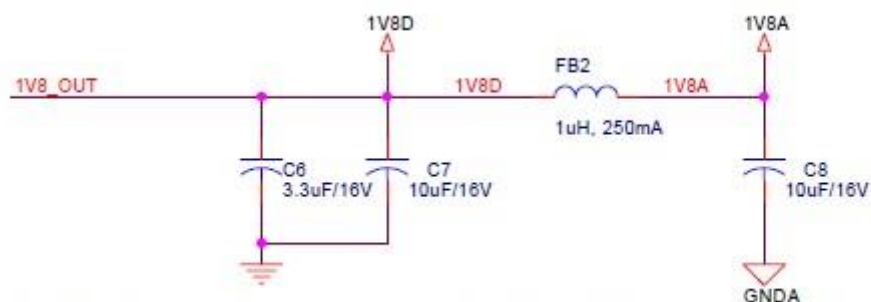 1V8D
1V8A
1V8_OUT
1V8D
FB2
1V8A
1uH, 250mA
C6
3.3uF/16V
C7
10uF/16V
C8
10uF/16V
GNDA